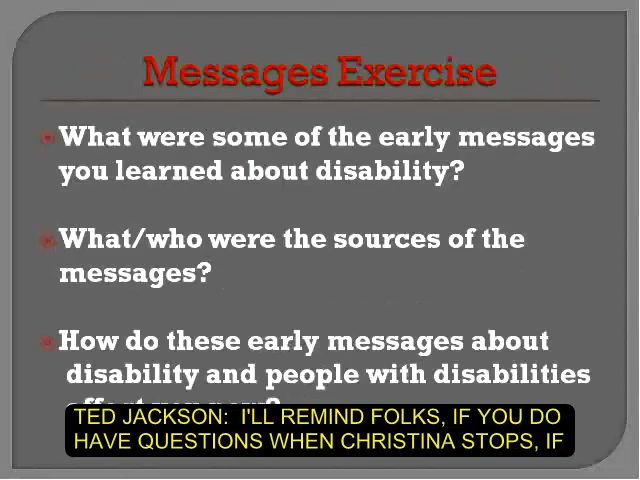 Messages Exercise
What were some of the early messages
you learned about disability?
What/who were the sources of the
messages?
How do these early messages about
disability and people with disabilities
TED JACKSON: I'LL REMIND FOLKS, IF YOU DO
HAVE QUESTIONS WHEN CHRISTINA STOPS, IF